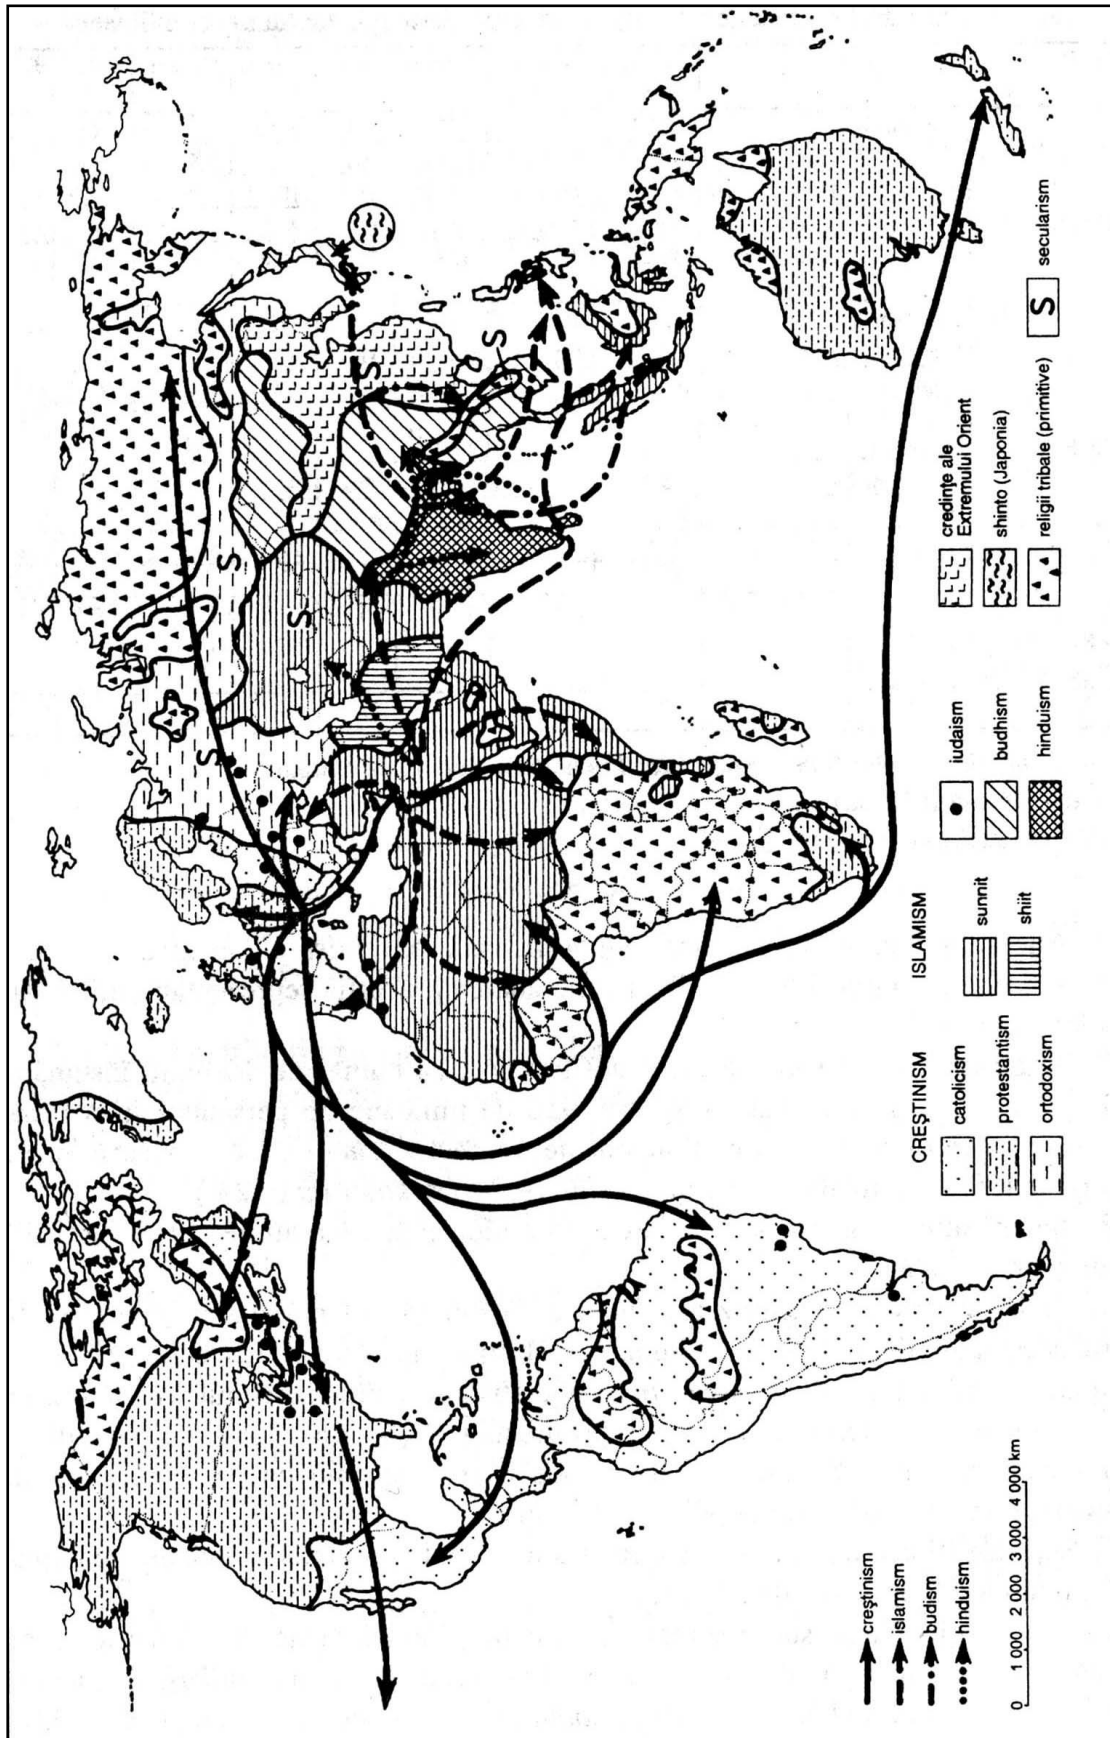 creştinism
islamism
budism
hinduism
0 1 000 2 000 3 000 4 000 km
CREŞTINISM
catolicism
protestantism
ortodoxism
ISLAMISM
sunnit
shiit
iudaism
budhism
hinduism
credinţe ale
Extremului Orient
shinto (Japonia)
religii tribale (primitive)
S secularism
S
S
S
S
S